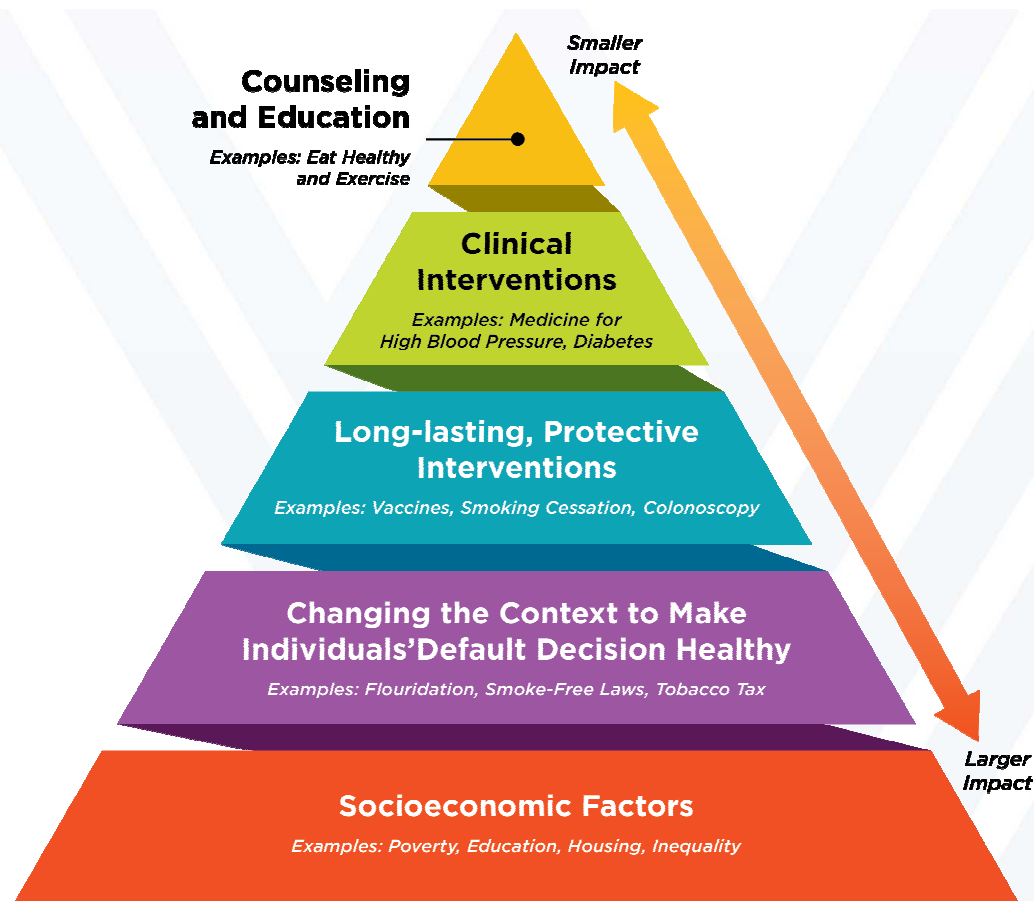 Smaller
Impact
Counseling
and Education
Examples: Eat Healthy
and Exercise
Clinical
Interventions
Examples: Medicine for
High Blood Pressure, Diabetes
Long-lasting, Protective
Interventions
Examples: Vaccines, Smoking Cessation, Colonoscopy
Changing the Context to Make
Individuals’Default Decision Healthy
Examples: Flouridation, Smoke-Free Laws, Tobacco Tax
Larger
Impact
Socioeconomic Factors
Examples: Poverty, Education, Housing, Inequality